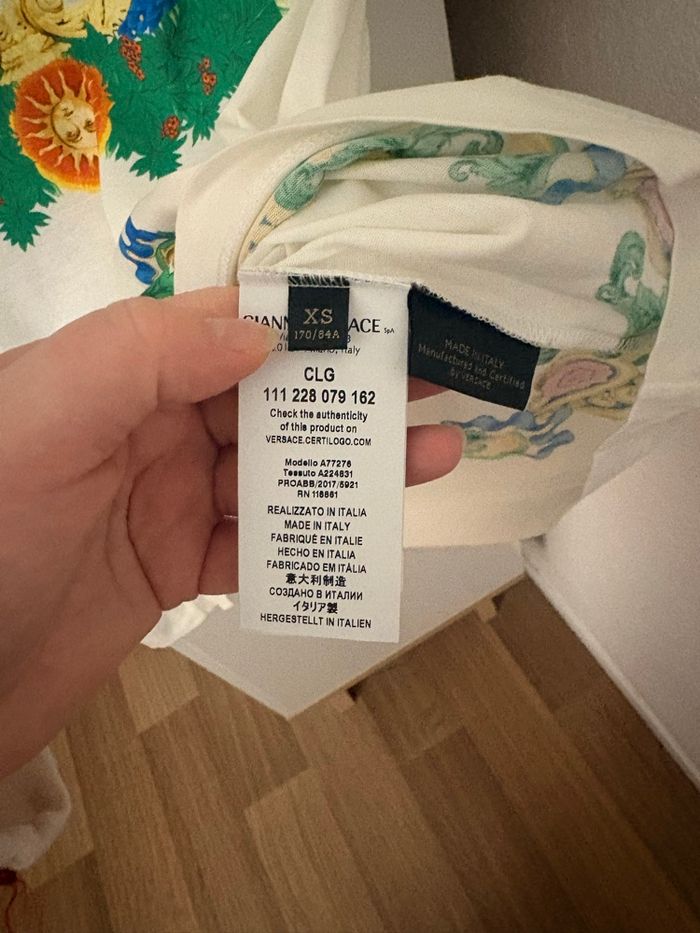 XS
170/84A
ACE SpA
Italy
CLG
111 228 079 162
Check the authenticity
of this product on
VERSACE.CERTILOGO.COM
Modello A77276
Tessuto A224831
PROABB/2017/5921
RN 116861
REALIZZATO IN ITALIA
MADE IN ITALY
FABRIQUÉ EN ITALIE
HECHO EN ITALIA
FABRICADO EM ITÁLIA
意大利制造
СОЗДАНО В ИТАЛИИ
イタリア製
HERGESTELLT IN ITALIEN
MADE IN ITALY
Manufactured and Certified
by VERSACE